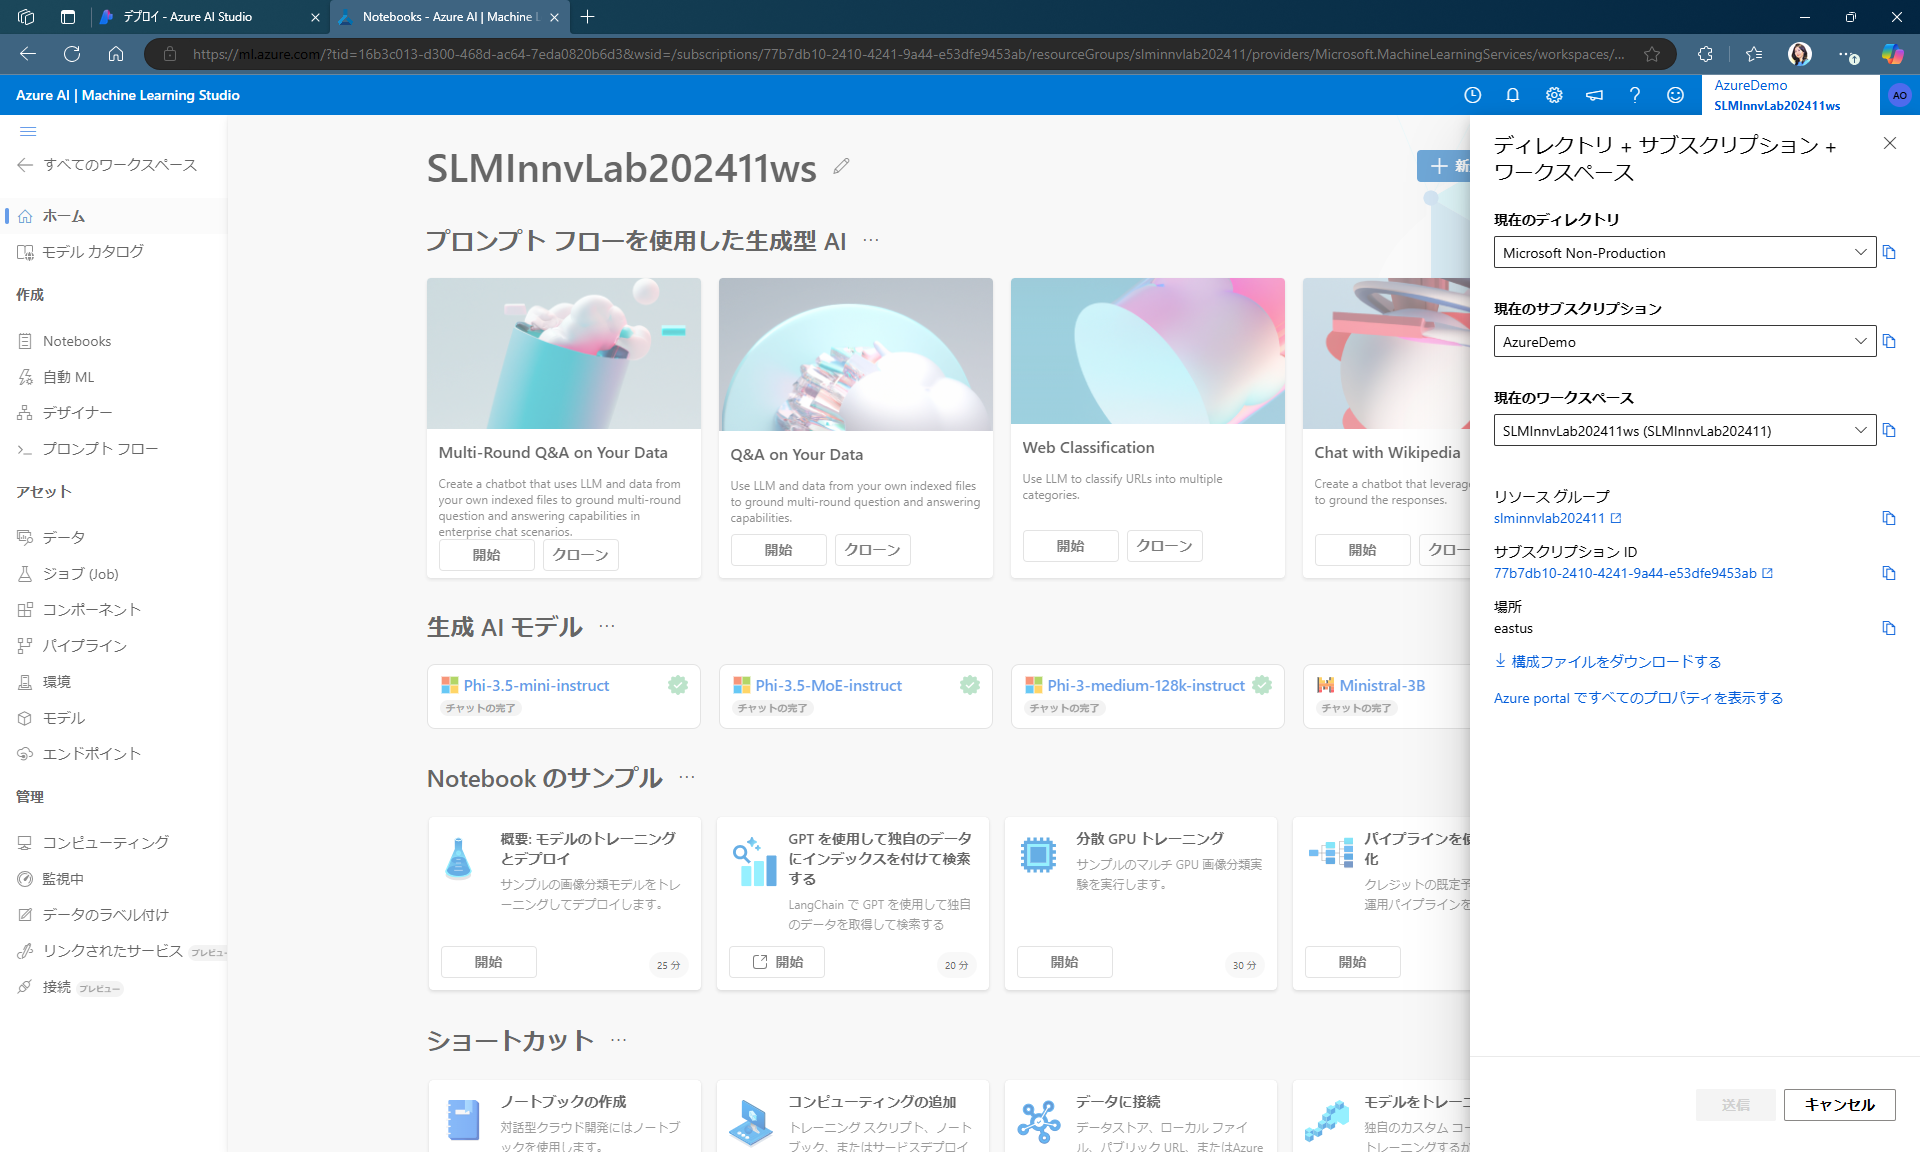 デプロイ - Azure AI Studio
Notebooks - Azure AI | Machine L
https://ml.azure.com/?tid=16b3c013-d300-468d-ac64-7eda0820b6d3&wsid=/subscriptions/77b7db10-2410-4241-9a44-e53dfe9453ab/resourceGroups/slminnvlab202411/providers/Microsoft.MachineLearningServices/workspaces/...
Azure AI | Machine Learning Studio
AzureDemo
SLMInnvLab202411ws
AO
すべてのワークスペース
ホーム
モデル カタログ
作成
Notebooks
自動 ML
デザイナー
プロンプト フロー
アセット
データ
ジョブ (Job)
コンポーネント
パイプライン
環境
モデル
エンドポイント
管理
コンピューティング
監視中
データのラベル付け
リンクされたサービス プレビュー
接続 プレビュー
SLMInnvLab202411ws
新
プロンプト フローを使用した生成型 AI ...
Multi-Round Q&A on Your Data
Create a chatbot that uses LLM and data from
your own indexed files to ground multi-round
question and answering capabilities in
enterprise chat scenarios.
開始 クローン
Q&A on Your Data
Use LLM and data from your own indexed files
to ground multi-round question and answering
capabilities.
開始 クローン
Web Classification
Use LLM to classify URLs into multiple
categories.
開始 クローン
Chat with Wikipedia
Create a chatbot that leverag
to ground the responses.
開始 クロー
生成 AI モデル ...
Phi-3.5-mini-instruct
チャットの完了
Phi-3.5-MoE-instruct
チャットの完了
Phi-3-medium-128k-instruct
チャットの完了
Ministral-3B
チャットの完了
Notebook のサンプル ...
概要: モデルのトレーニング
とデプロイ
サンプルの画像分類モデルをトレ
ーニングしてデプロイします。
開始 25 分
GPT を使用して独自のデータ
にインデックスを付けて検索
する
LangChain で GPT を使用して独自
のデータを取得して検索する
開始 20 分
分散 GPU トレーニング
サンプルのマルチ GPU 画像分類実
験を実行します。
開始 30 分
パイプラインを使
化
クレジットの既定予
運用パイプラインを
開始
ショートカット ...
ノートブックの作成
対話型クラウド開発にはノートブ
ックを使用します。
コンピューティングの追加
トレーニング スクリプト、ノート
ブック、またはサービスデプロイ
データに接続
データストア、ローカル ファイ
ル、パブリック URL、またはAzure
モデルをトレーニ
独自のカスタム コー
トレーニングするか
ディレクトリ + サブスクリプション +
ワークスペース
現在のディレクトリ
Microsoft Non-Production
現在のサブスクリプション
AzureDemo
現在のワークスペース
SLMInnvLab202411ws (SLMInnvLab202411)
リソース グループ
slminnvlab202411
サブスクリプション ID
77b7db10-2410-4241-9a44-e53dfe9453ab
場所
eastus
構成ファイルをダウンロードする
Azure portal ですべてのプロパティを表示する
送信 キャンセル